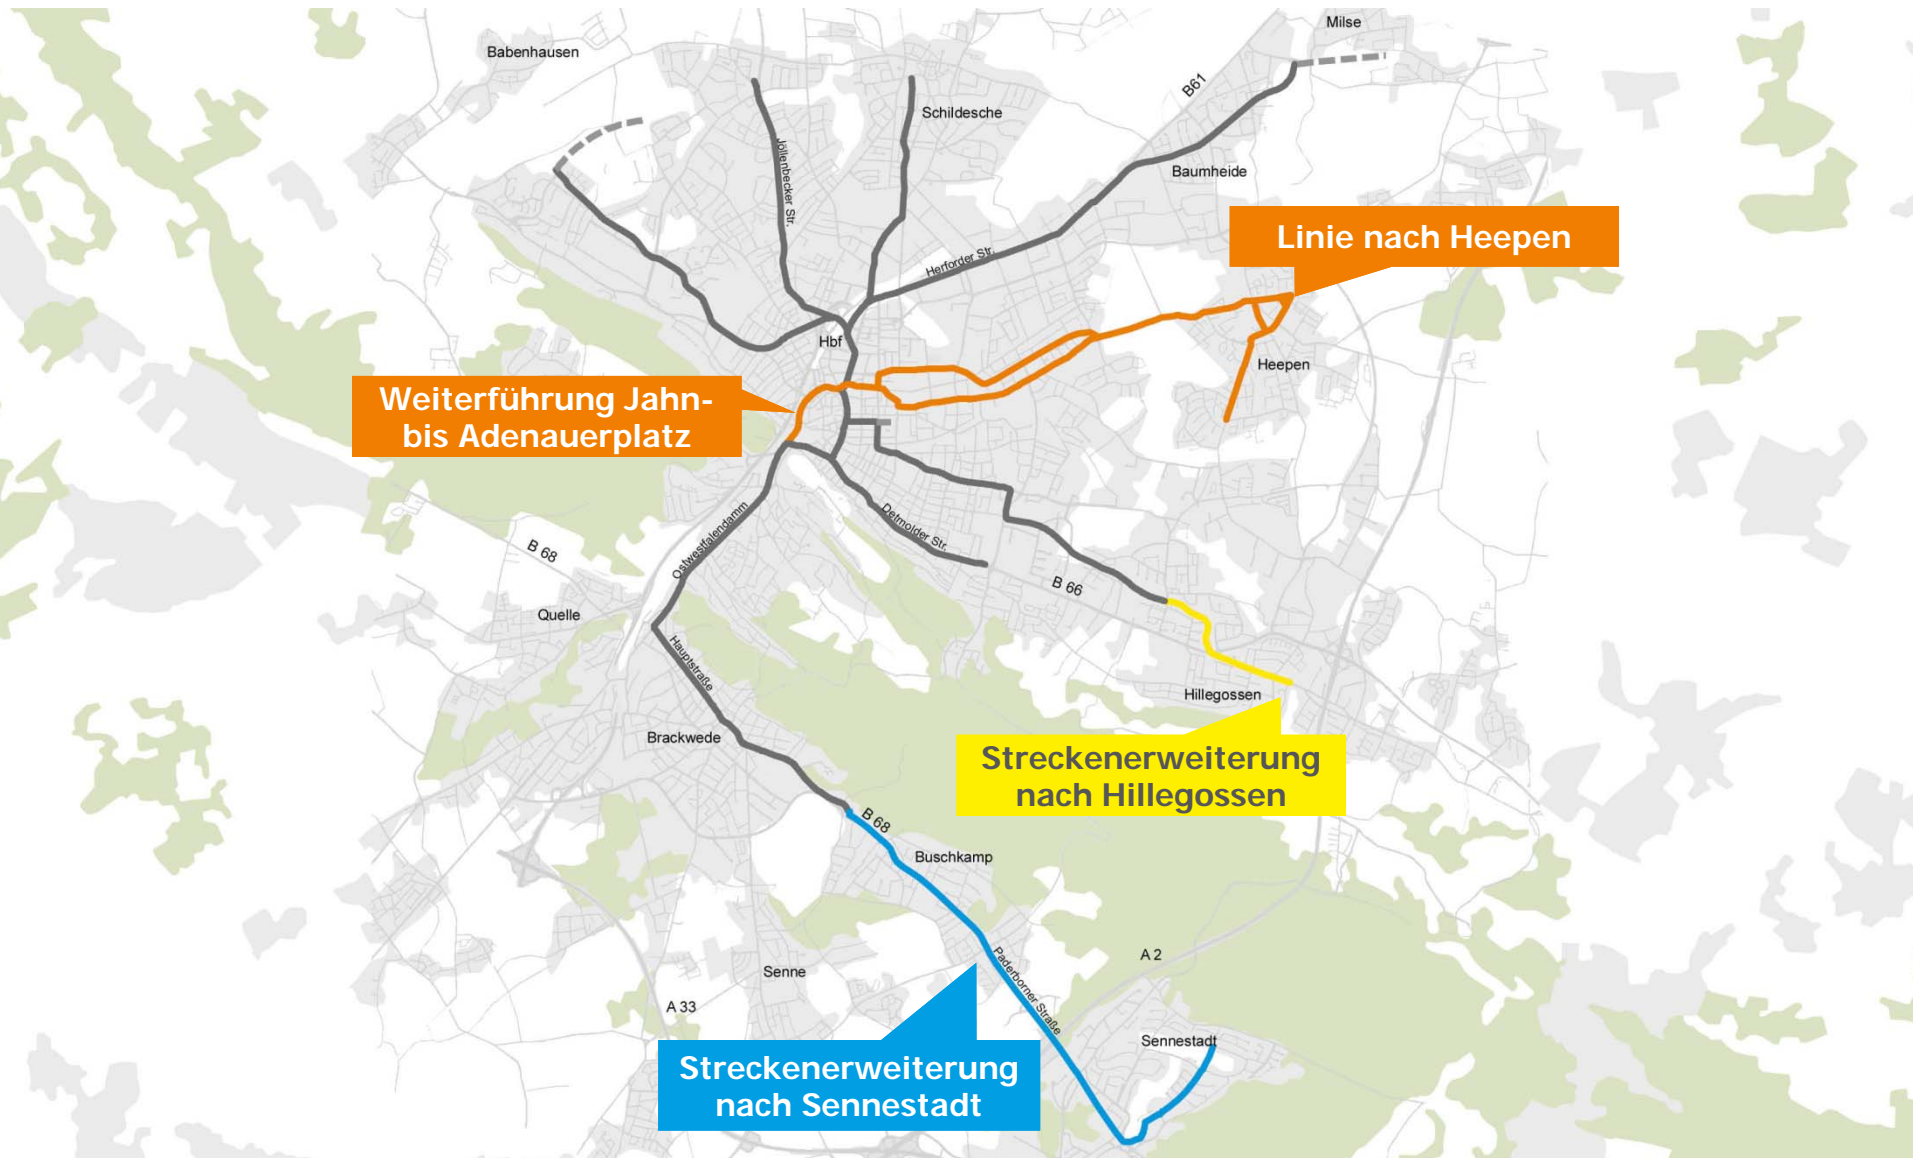 Milse
Babenhausen
B61
Schildesche
Jöllenbecker Str.
Baumheide
Linie nach Heepen
Herforder Str.
Hbf
Heepen
Weiterführung Jahn-
bis Adenauerplatz
Ostwestfalendamm
Detmolder Str.
B 68
B 66
Quelle
Hauptstraße
Hillegossen
Brackwede
Streckenerweiterung
nach Hillegossen
B 68
Buschkamp
Paderborner Straße
A 2
Senne
A 33
Sennestadt
Streckenerweiterung
nach Sennestadt